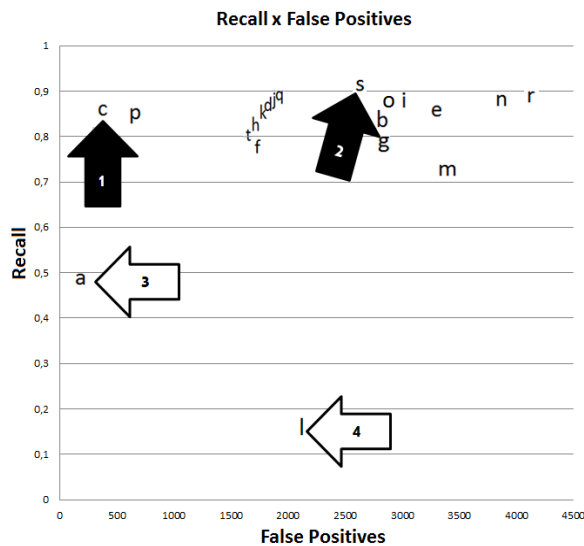 Recall x False Positives
1
0,9
0,8
0,7
0,6
0,5
0,4
0,3
0,2
0,1
0
Recall
s
q
j
d
k
h
t
f
c
p
o
i
b
g
e
m
n
r
1
2
a
3
l
4
0 500 1000 1500 2000 2500 3000 3500 4000 4500
False Positives